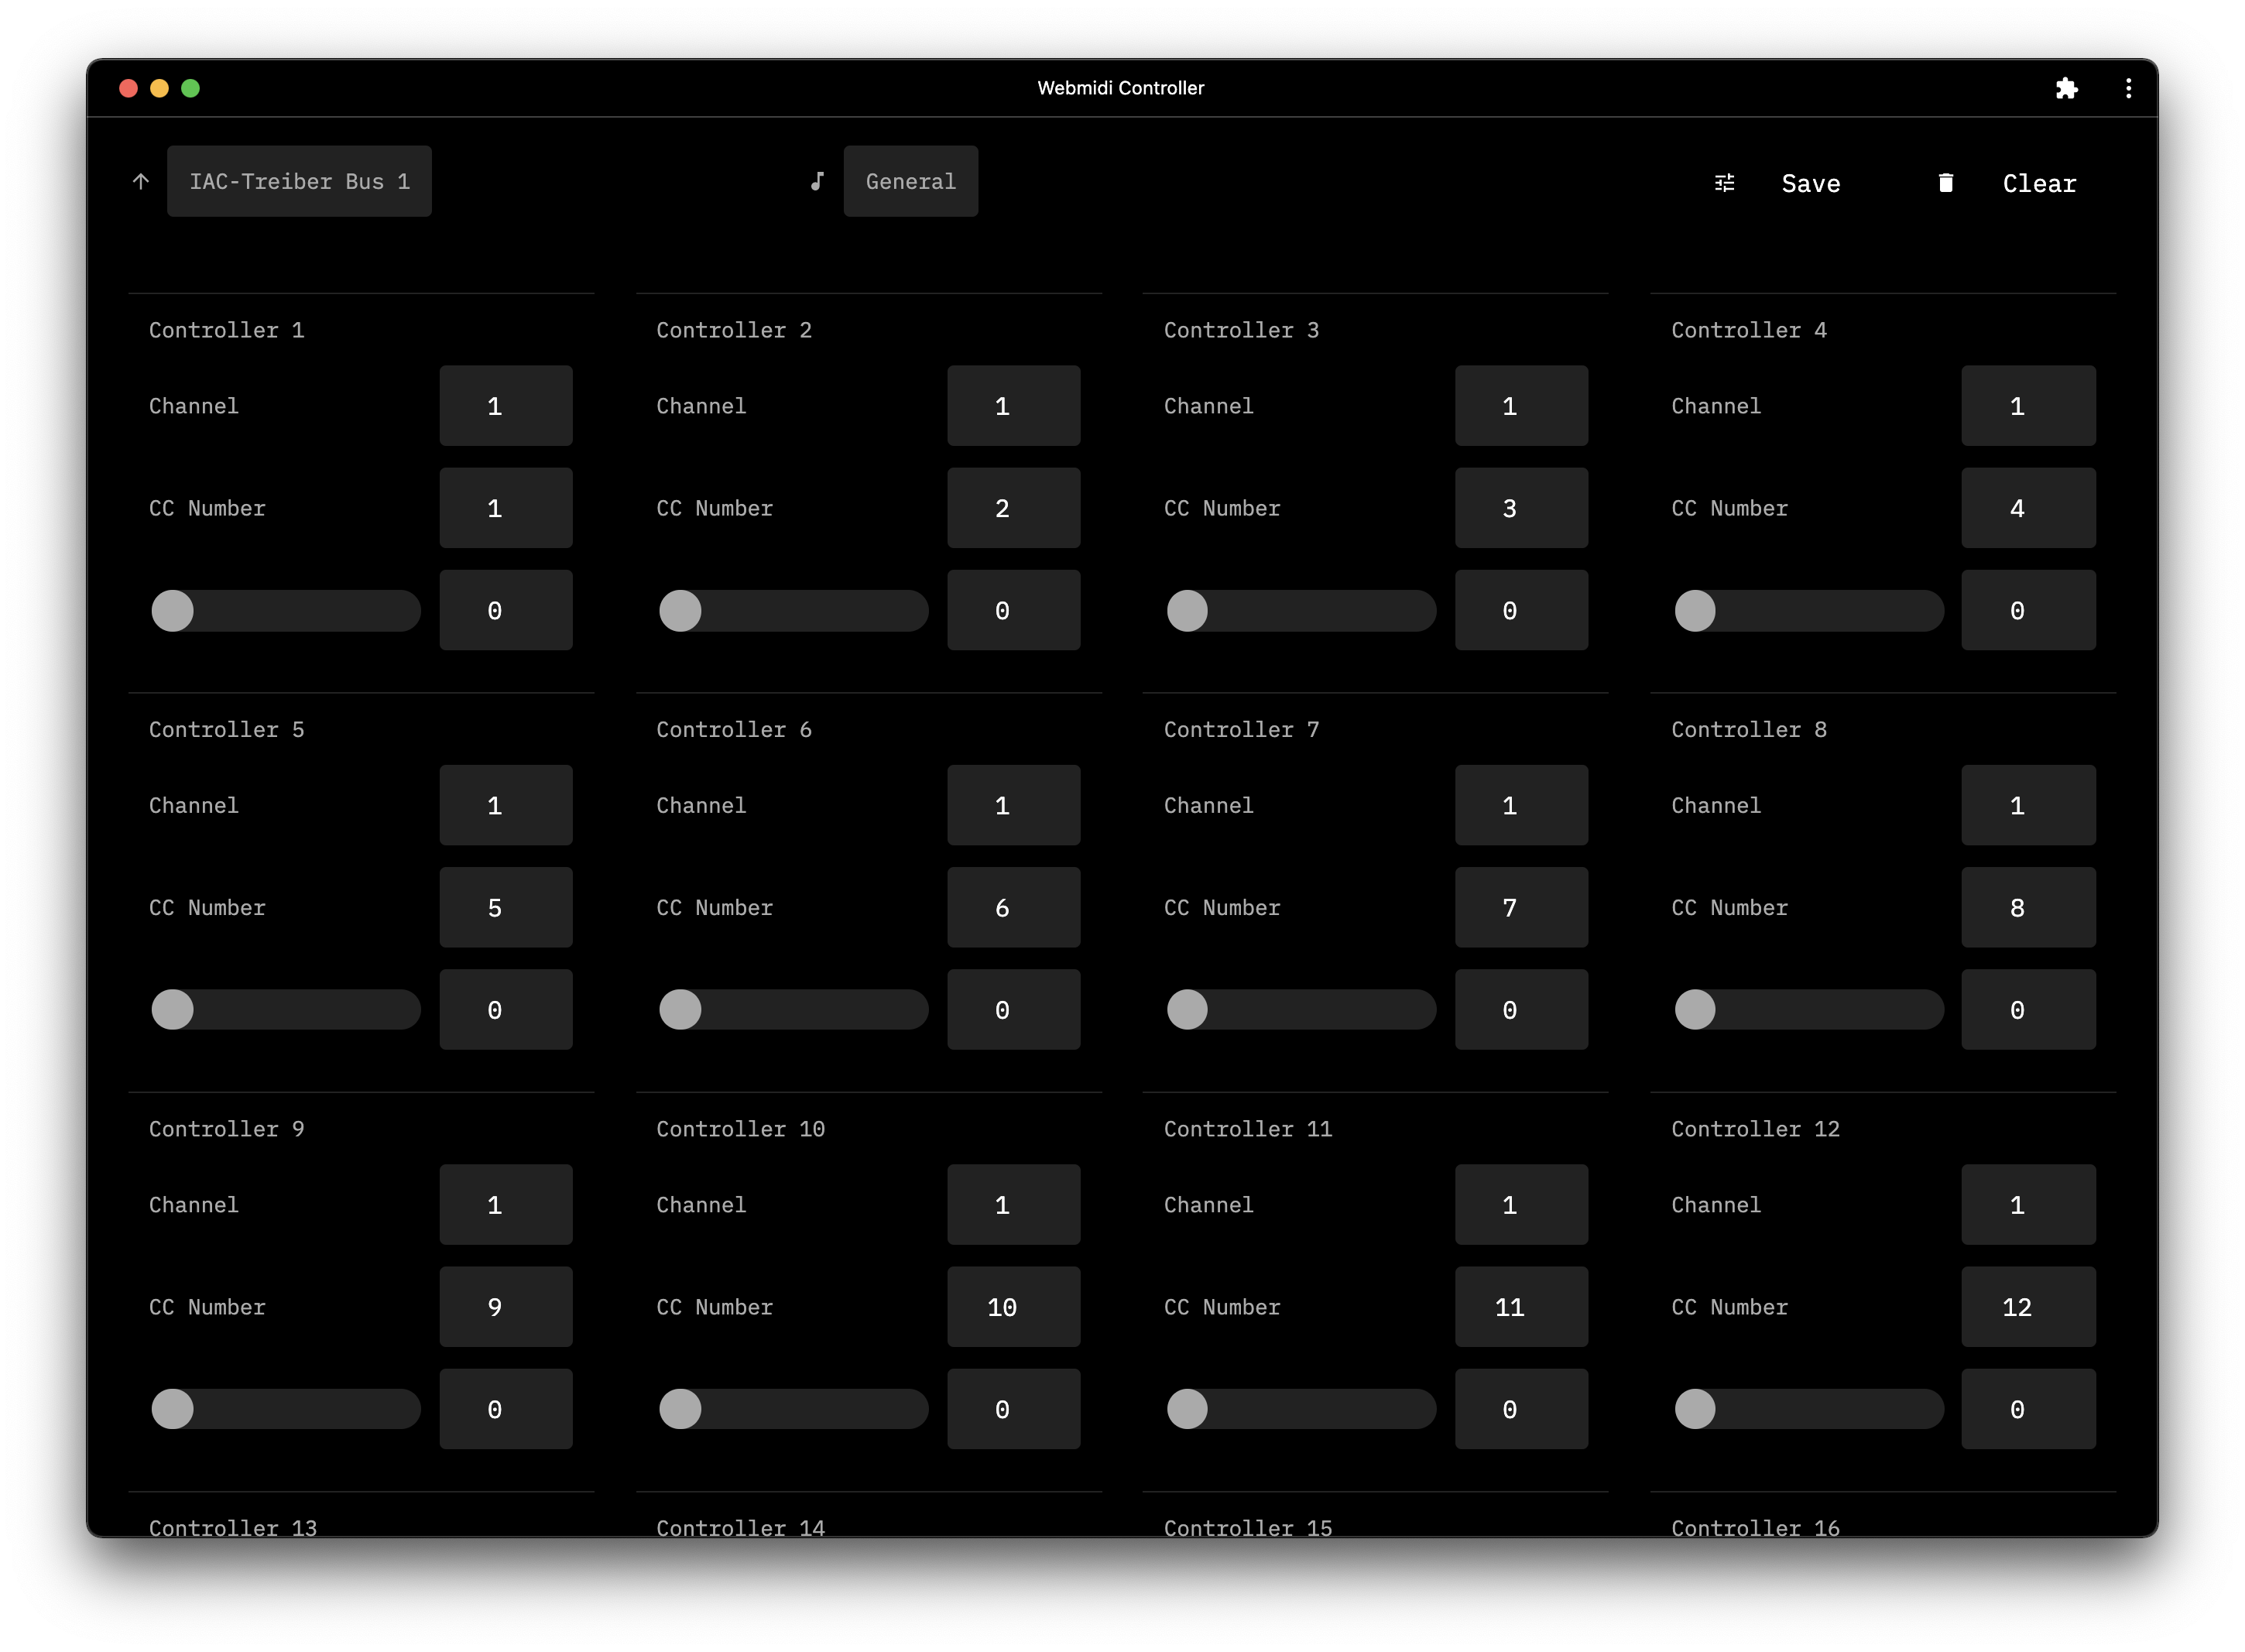 Webmidi Controller
IAC-Treiber Bus 1 General Save Clear
Controller 1 Controller 2 Controller 3 Controller 4
Channel 1 Channel 1 Channel 1 Channel 1
CC Number 1 CC Number 2 CC Number 3 CC Number 4
0 0 0 0
Controller 5 Controller 6 Controller 7 Controller 8
Channel 1 Channel 1 Channel 1 Channel 1
CC Number 5 CC Number 6 CC Number 7 CC Number 8
0 0 0 0
Controller 9 Controller 10 Controller 11 Controller 12
Channel 1 Channel 1 Channel 1 Channel 1
CC Number 9 CC Number 10 CC Number 11 CC Number 12
0 0 0 0
Controller 13 Controller 14 Controller 15 Controller 16